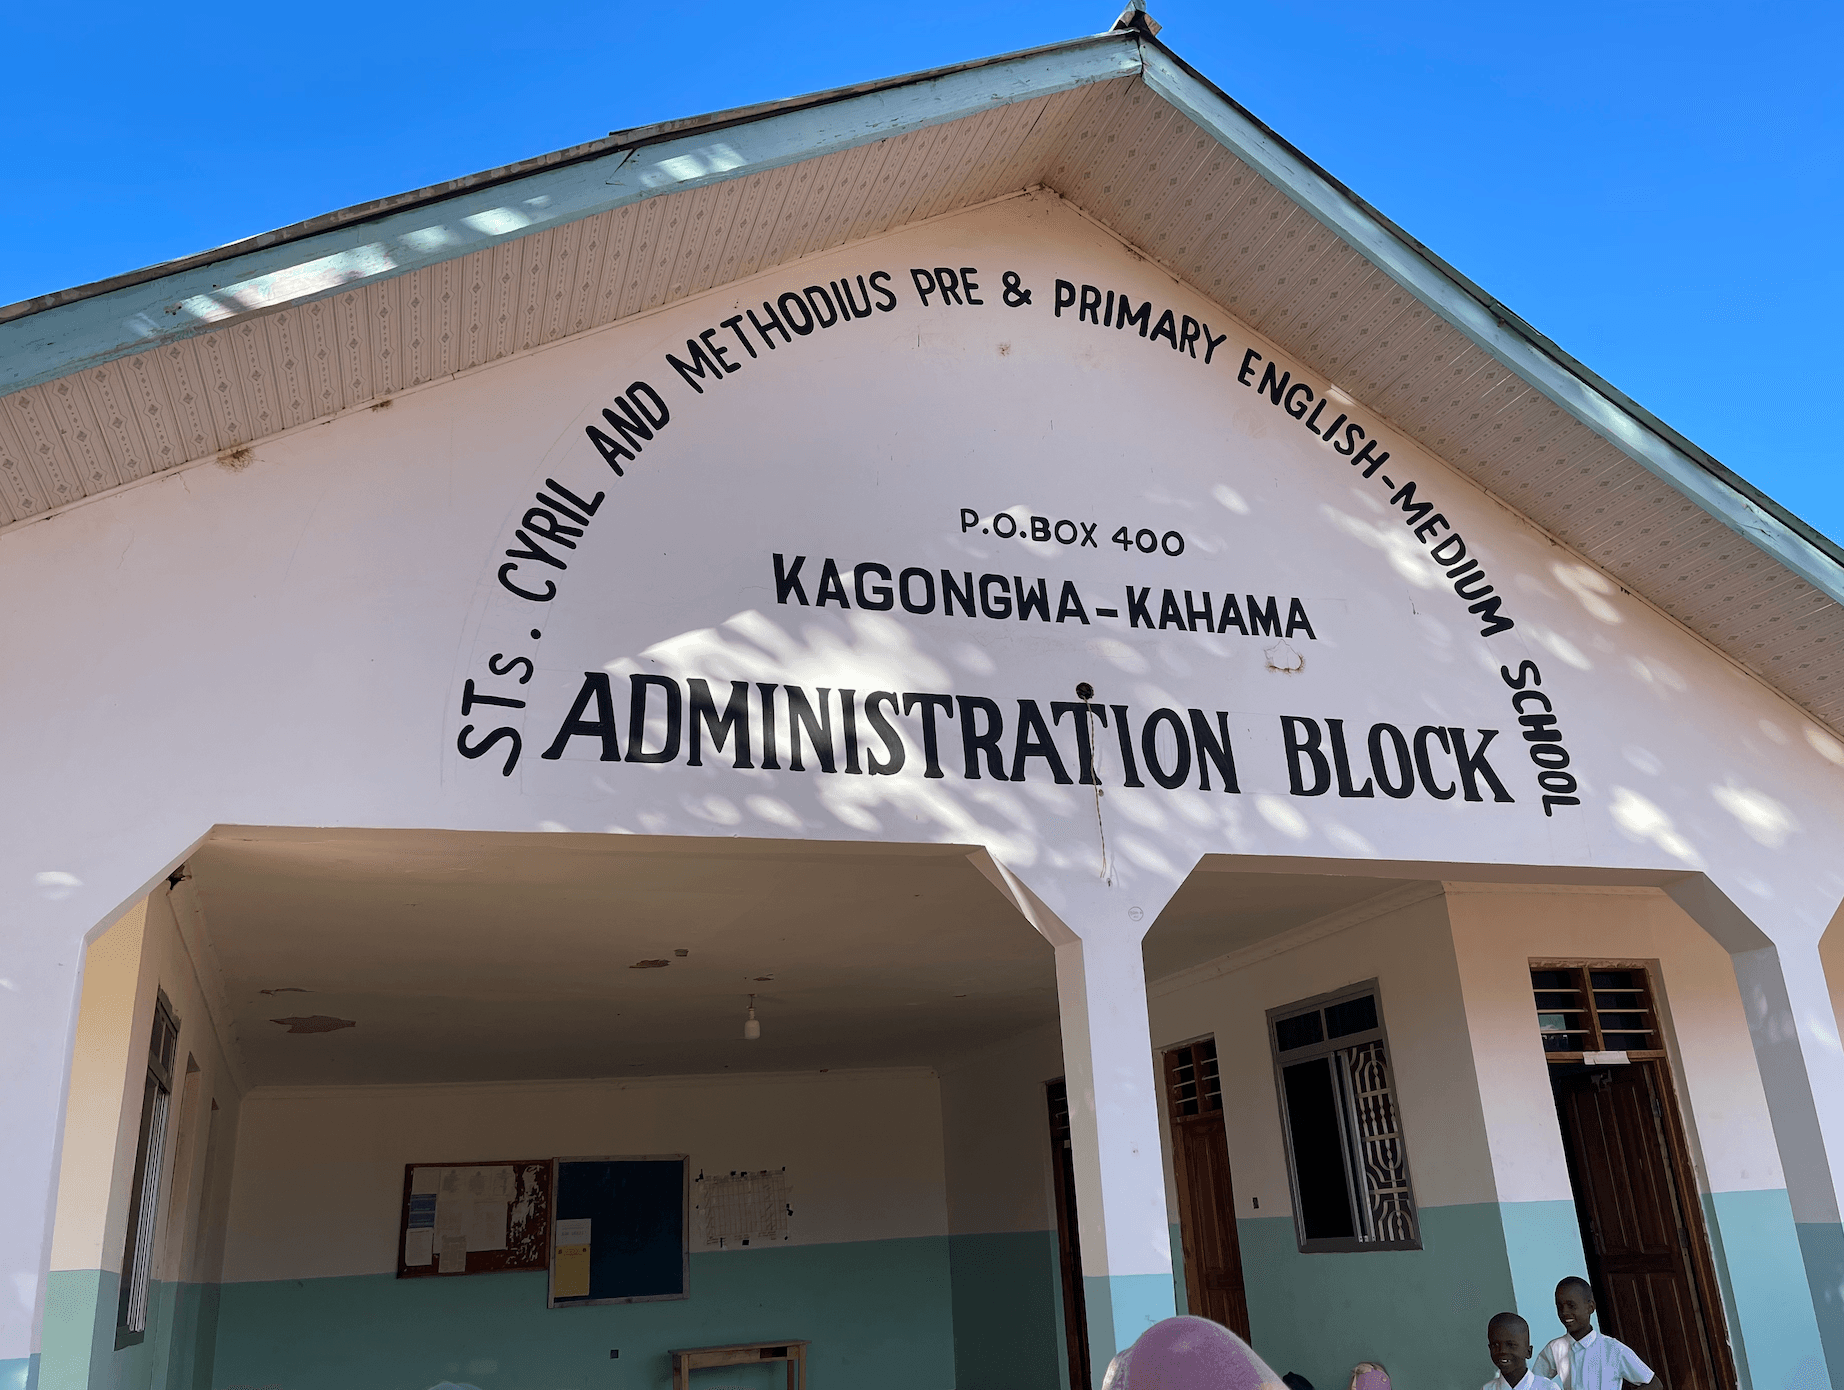 STs. CYRIL AND METHODIUS PRE & PRIMARY ENGLISH-MEDIUM SCHOOL
P.O.BOX 400
KAGONGWA-KAHAMA
ADMINISTRATION BLOCK